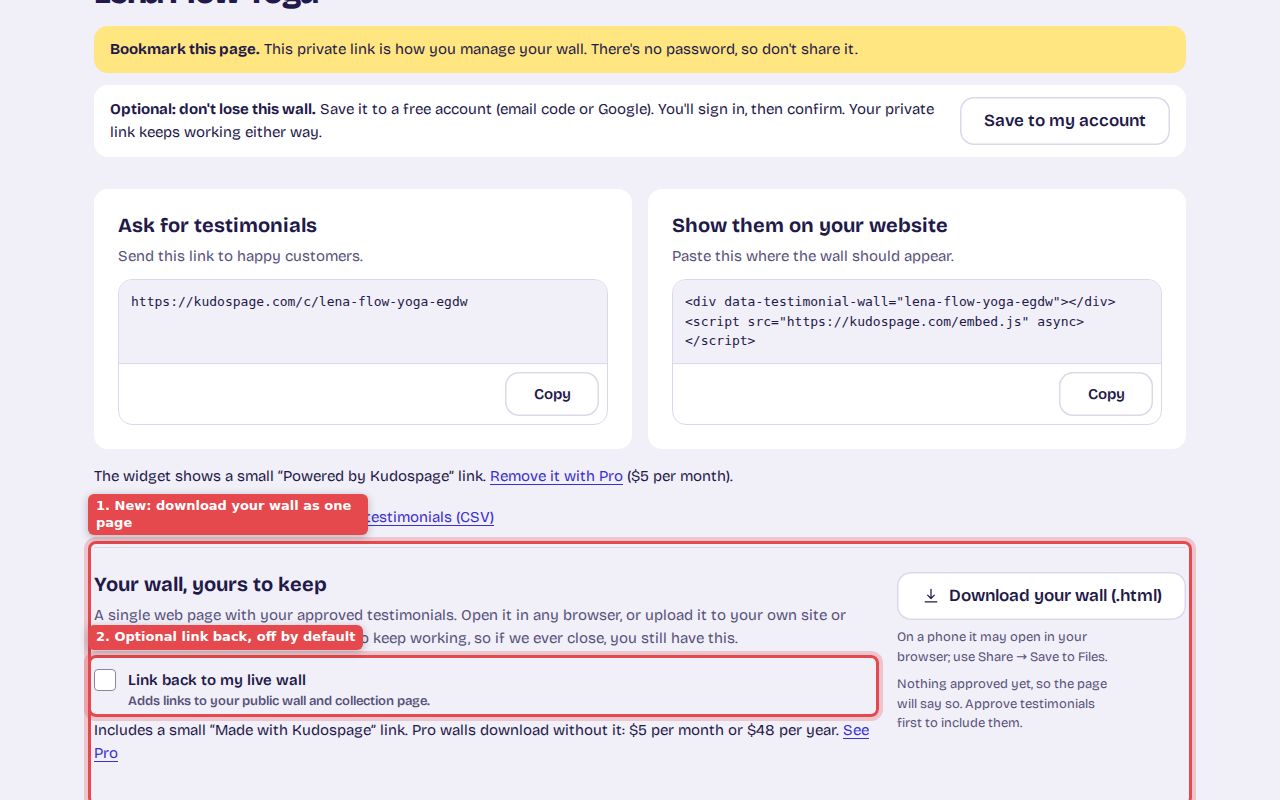 Lena Flow Yoga
Bookmark this page. This private link is how you manage your wall. There's no password, so don't share it.
Optional: don't lose this wall. Save it to a free account (email code or Google). You'll sign in, then confirm. Your private
link keeps working either way.
Save to my account
Ask for testimonials
Send this link to happy customers.
https://kudospage.com/c/lena-flow-yoga-egdw
Copy
Show them on your website
Paste this where the wall should appear.
<div data-testimonial-wall="lena-flow-yoga-egdw"></div>
<script src="https://kudospage.com/embed.js" async>
</script>
Copy
The widget shows a small “Powered by Kudospage” link. Remove it with Pro ($5 per month).
1. New: download your wall as one
page
testimonials (CSV)
Your wall, yours to keep
A single web page with your approved testimonials. Open it in any browser, or upload it to your own site or
2. Optional link back, off by default
keep working, so if we ever close, you still have this.
Link back to my live wall
Adds links to your public wall and collection page.
Includes a small “Made with Kudospage” link. Pro walls download without it: $5 per month or $48 per year. See
Pro
Download your wall (.html)
On a phone it may open in your
browser; use Share → Save to Files.
Nothing approved yet, so the page
will say so. Approve testimonials
first to include them.